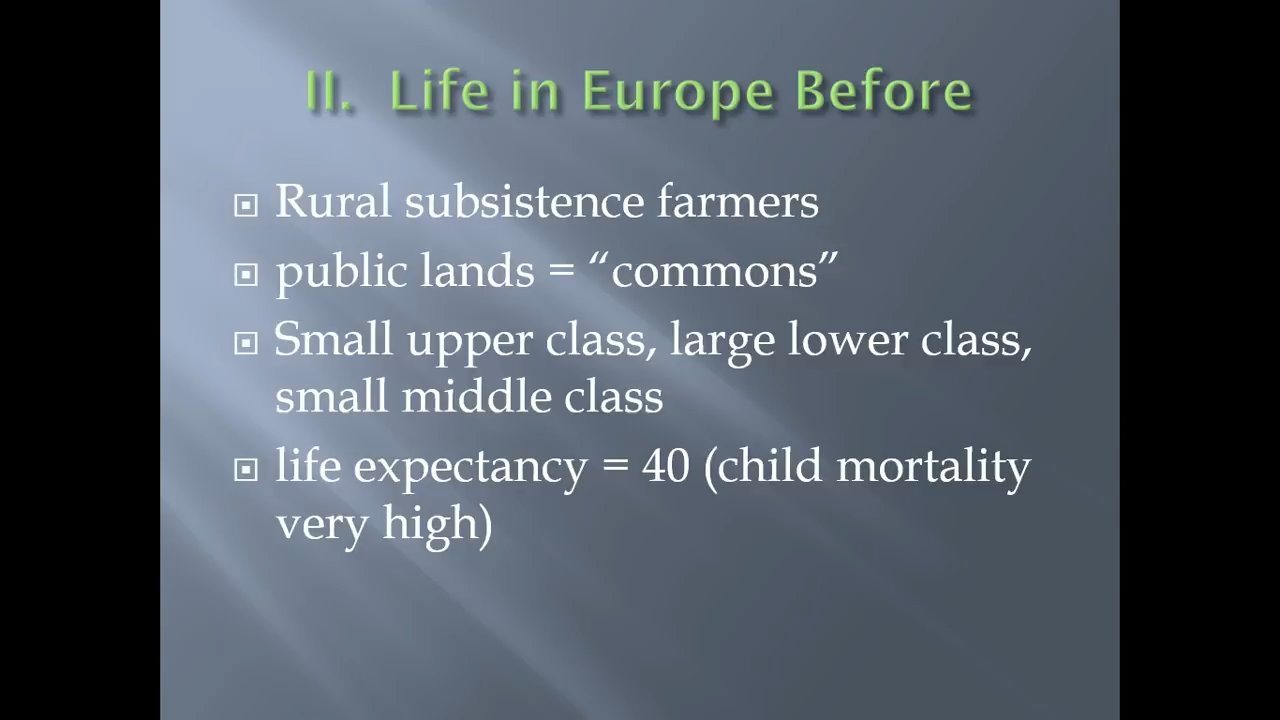 II. Life in Europe Before
Rural subsistence farmers
public lands = “commons”
Small upper class, large lower class,
small middle class
life expectancy = 40 (child mortality
very high)